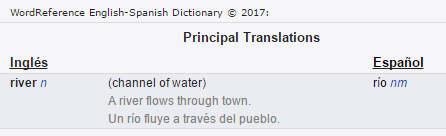 WordReference English-Spanish Dictionary © 2017:
Principal Translations
Inglés Español
river n (channel of water) río nm
A river flows through town.
Un río fluye a través del pueblo.